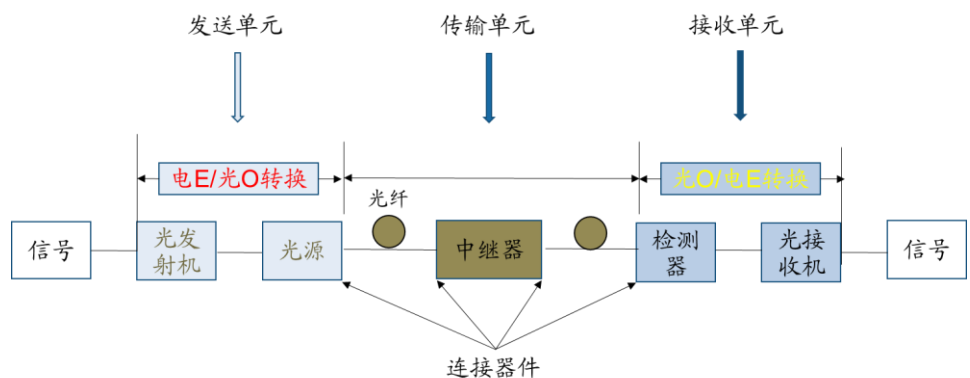 发送单元 传输单元 接收单元
电E/光O转换 光O/电E转换
光纤
信号
光发
射机
光源
中继器
检测
器
光接
收机
信号
连接器件